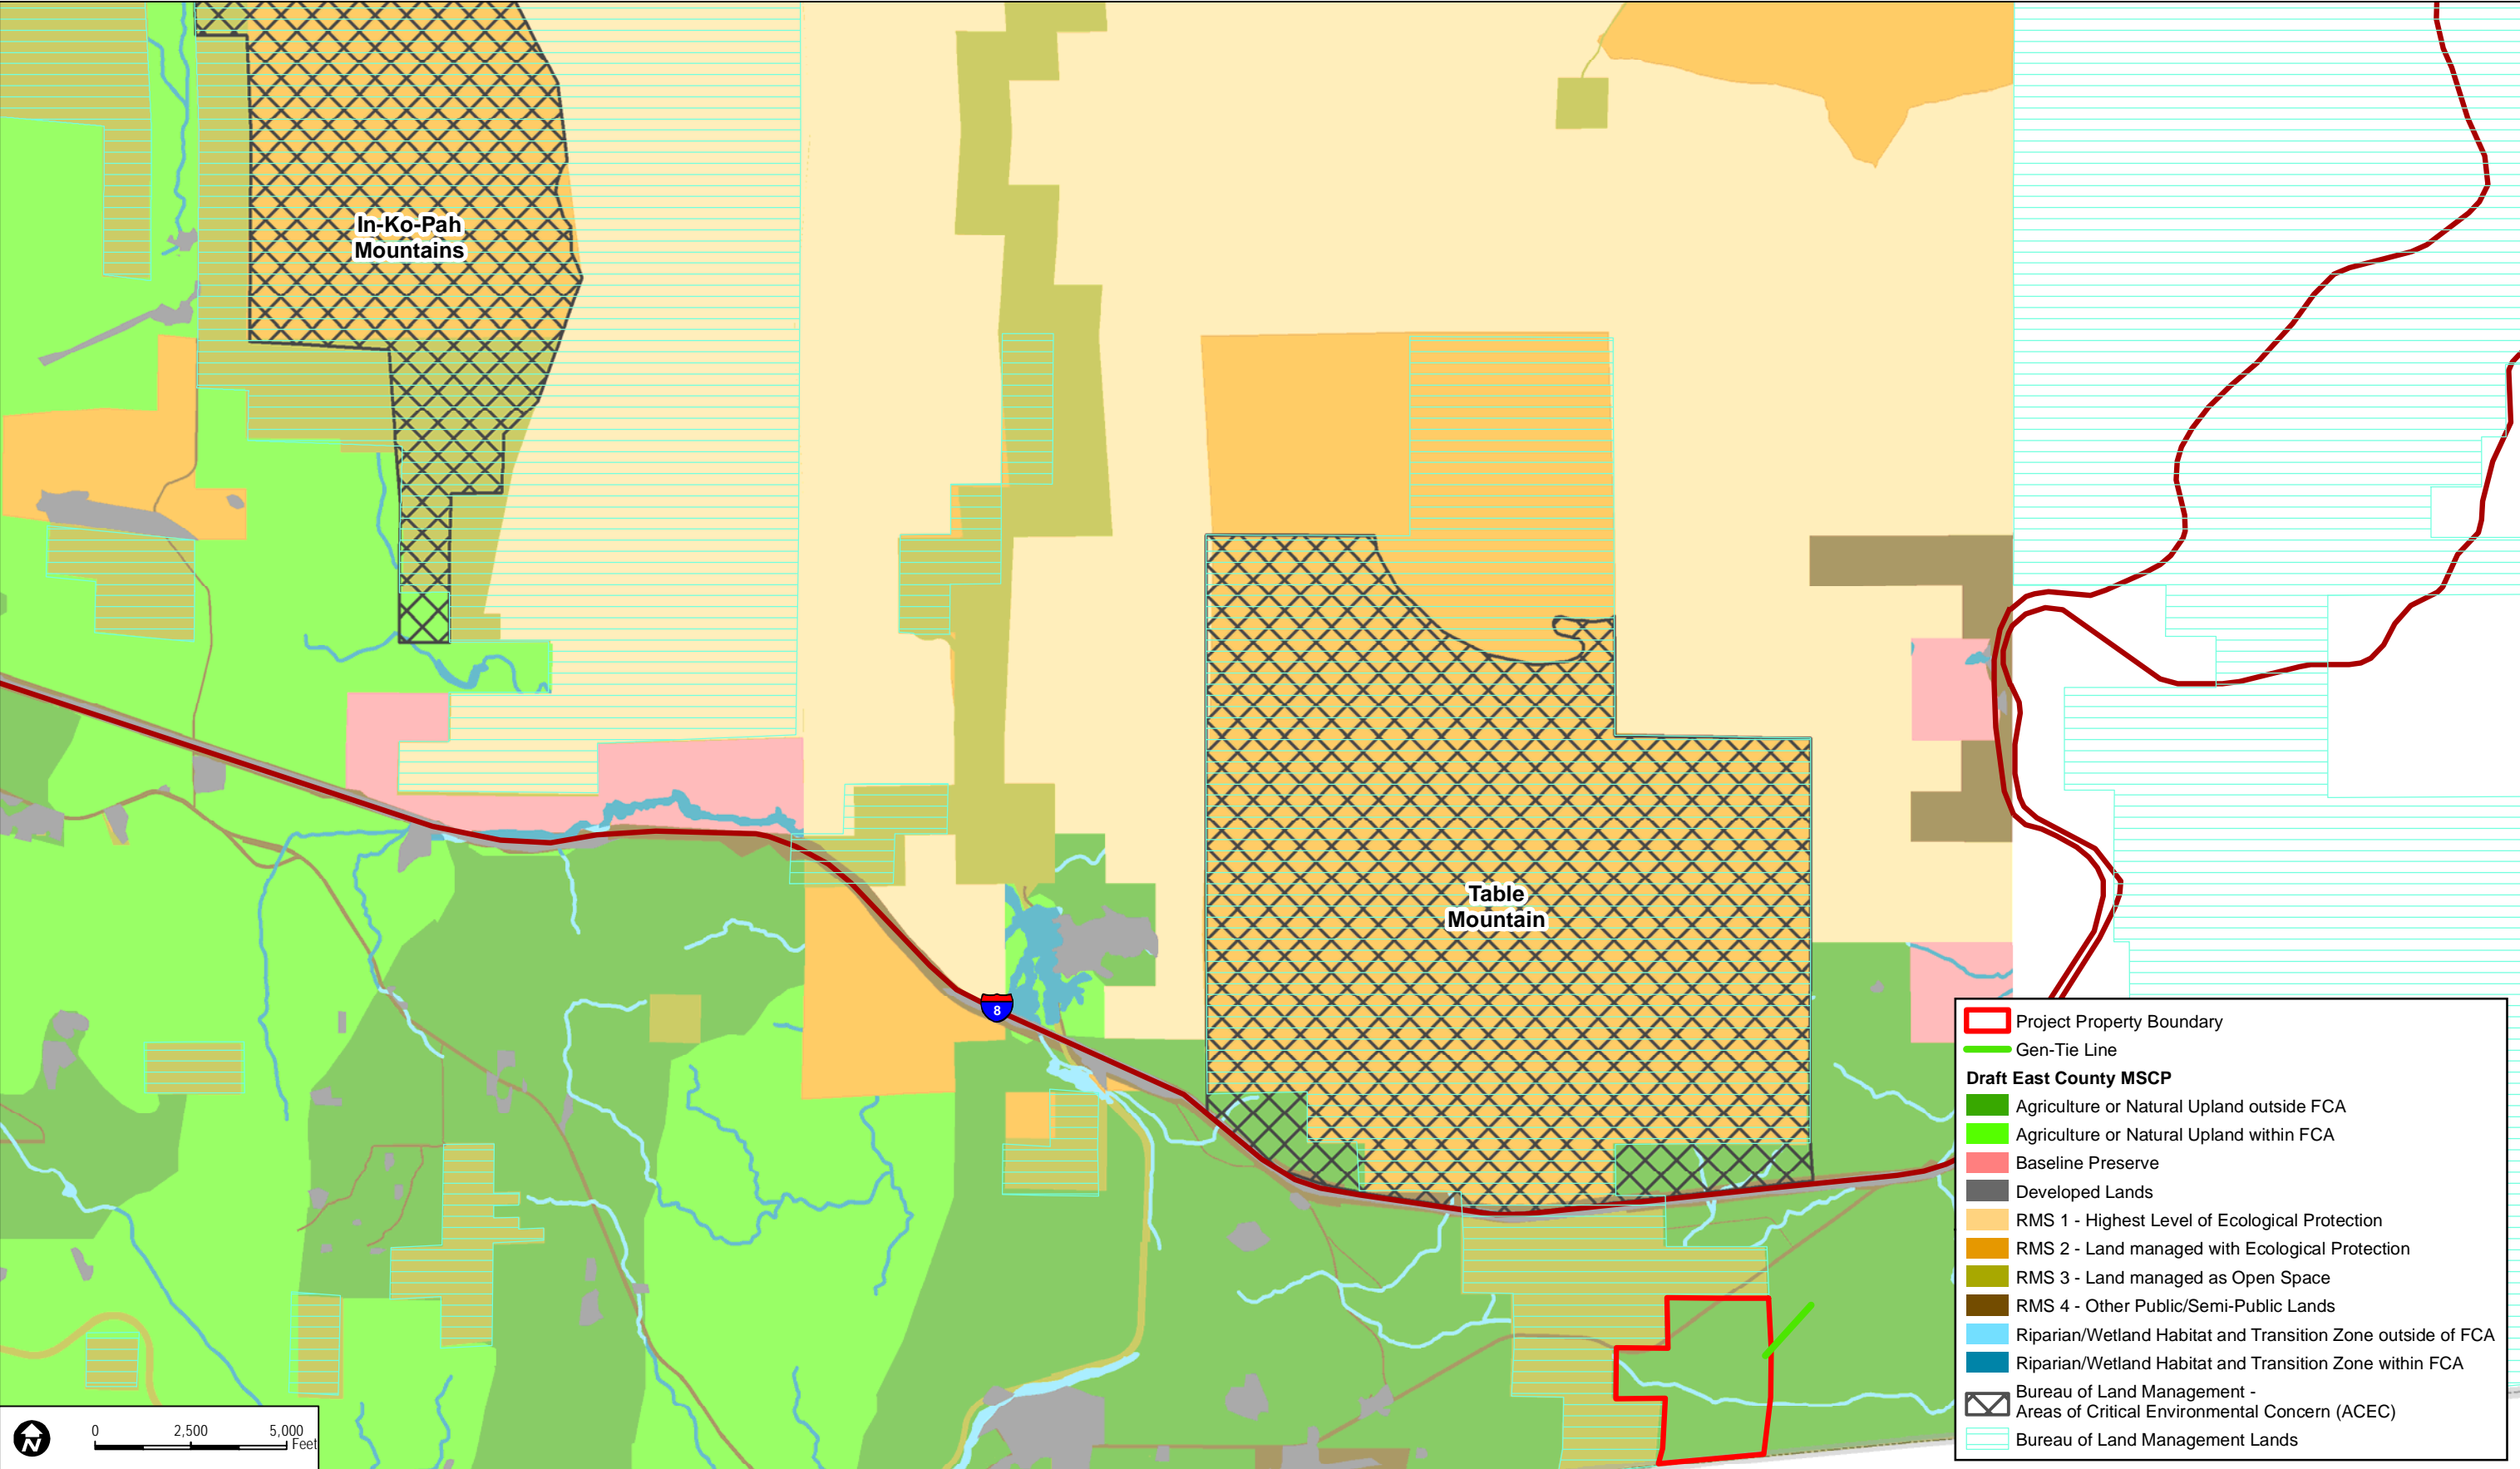 In-Ko-Pah
Mountains
Table
Mountain
8
Project Property Boundary
Gen-Tie Line
Draft East County MSCP
Agriculture or Natural Upland outside FCA
Agriculture or Natural Upland within FCA
Baseline Preserve
Developed Lands
RMS 1 - Highest Level of Ecological Protection
RMS 2 - Land managed with Ecological Protection
RMS 3 - Land managed as Open Space
RMS 4 - Other Public/Semi-Public Lands
Riparian/Wetland Habitat and Transition Zone outside of FCA
Riparian/Wetland Habitat and Transition Zone within FCA
Bureau of Land Management -
Areas of Critical Environmental Concern (ACEC)
Bureau of Land Management Lands
N
0 2,500 5,000
Feet